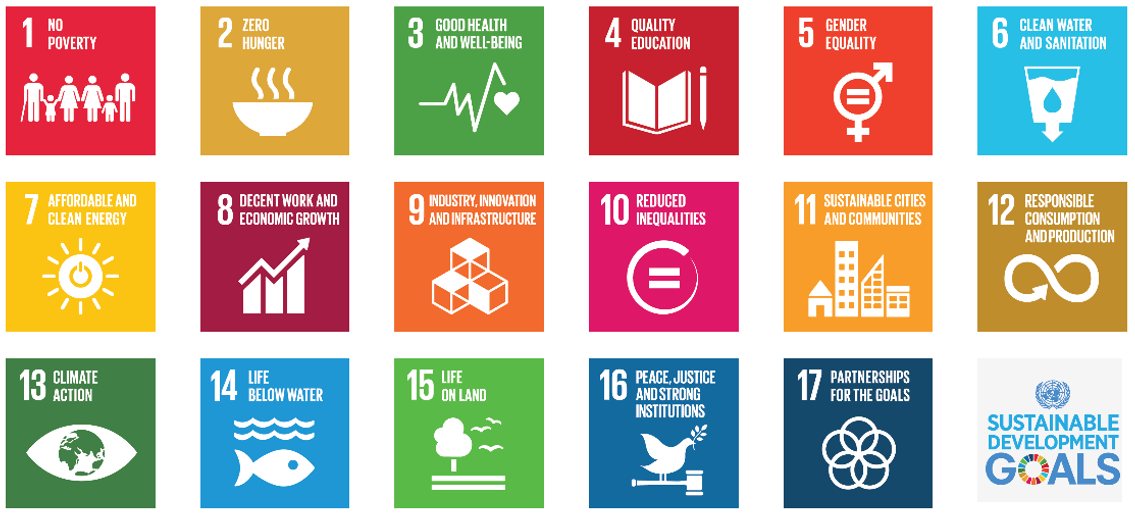 1 NO
POVERTY
2 ZERO
HUNGER
3 GOOD HEALTH
AND WELL-BEING
4 QUALITY
EDUCATION
5 GENDER
EQUALITY
6 CLEAN WATER
AND SANITATION
7 AFFORDABLE AND
CLEAN ENERGY
8 DECENT WORK AND
ECONOMIC GROWTH
9 INDUSTRY, INNOVATION
AND INFRASTRUCTURE
10 REDUCED
INEQUALITIES
11 SUSTAINABLE CITIES
AND COMMUNITIES
12 RESPONSIBLE
CONSUMPTION
AND PRODUCTION
13 CLIMATE
ACTION
14 LIFE
BELOW WATER
15 LIFE
ON LAND
16 PEACE, JUSTICE
AND STRONG
INSTITUTIONS
17 PARTNERSHIPS
FOR THE GOALS
SUSTAINABLE
DEVELOPMENT
GOALS